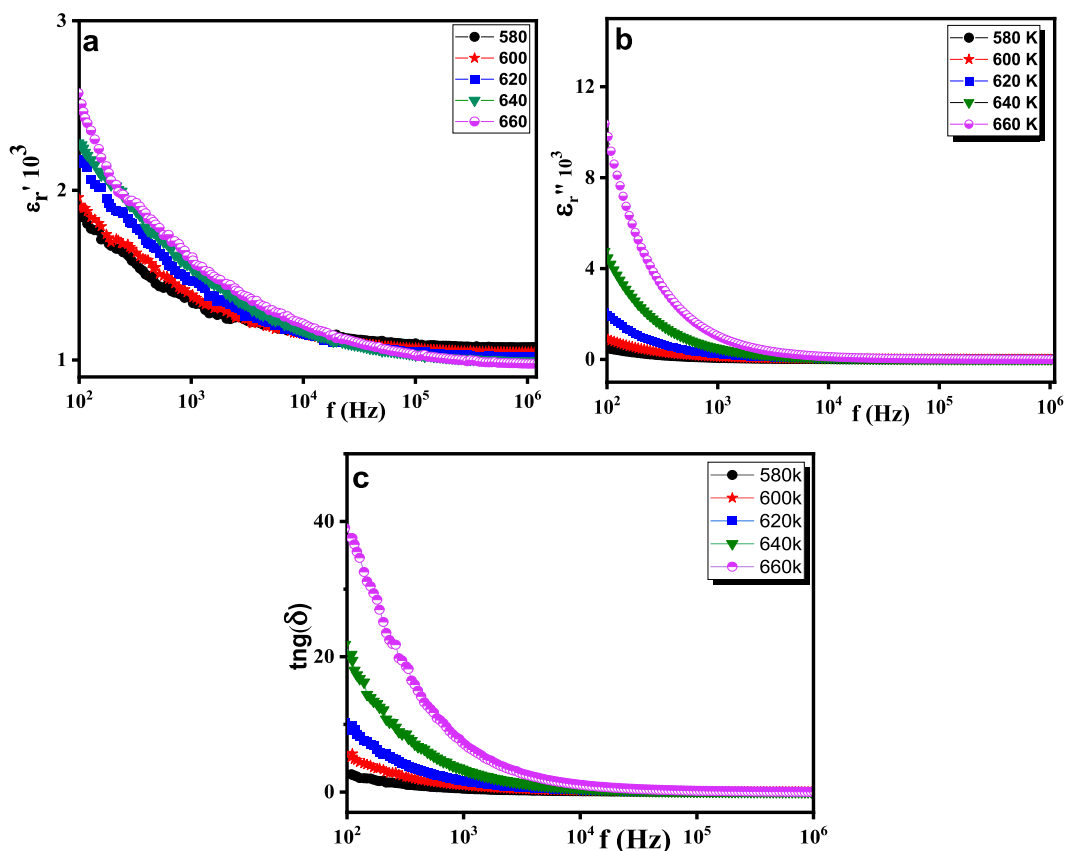 a
580
600
620
640
660
3
2
1
εr' 10³
10²
10³
10⁴
10⁵
10⁶
f (Hz)
b
580 K
600 K
620 K
640 K
660 K
12
8
4
0
εr'' 10³
10²
10³
10⁴
10⁵
10⁶
f (Hz)
c
580k
600k
620k
640k
660k
40
20
0
tng(δ)
10²
10³
10⁴
10⁵
10⁶
f (Hz)